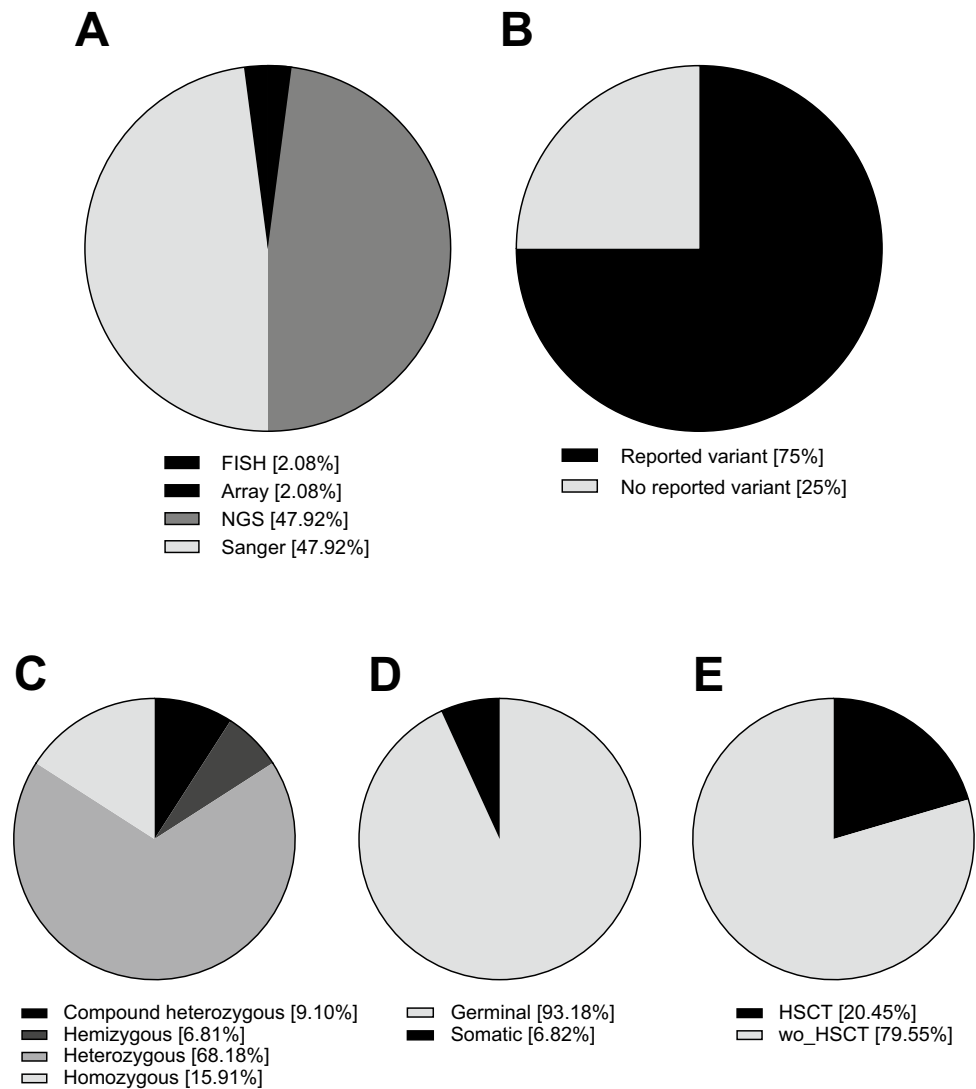 A
B
FISH [2.08%]
Array [2.08%]
NGS [47.92%]
Sanger [47.92%]
Reported variant [75%]
No reported variant [25%]
C
D
E
Compound heterozygous [9.10%]
Hemizygous [6.81%]
Heterozygous [68.18%]
Homozygous [15.91%]
Germinal [93.18%]
Somatic [6.82%]
HSCT [20.45%]
wo_HSCT [79.55%]